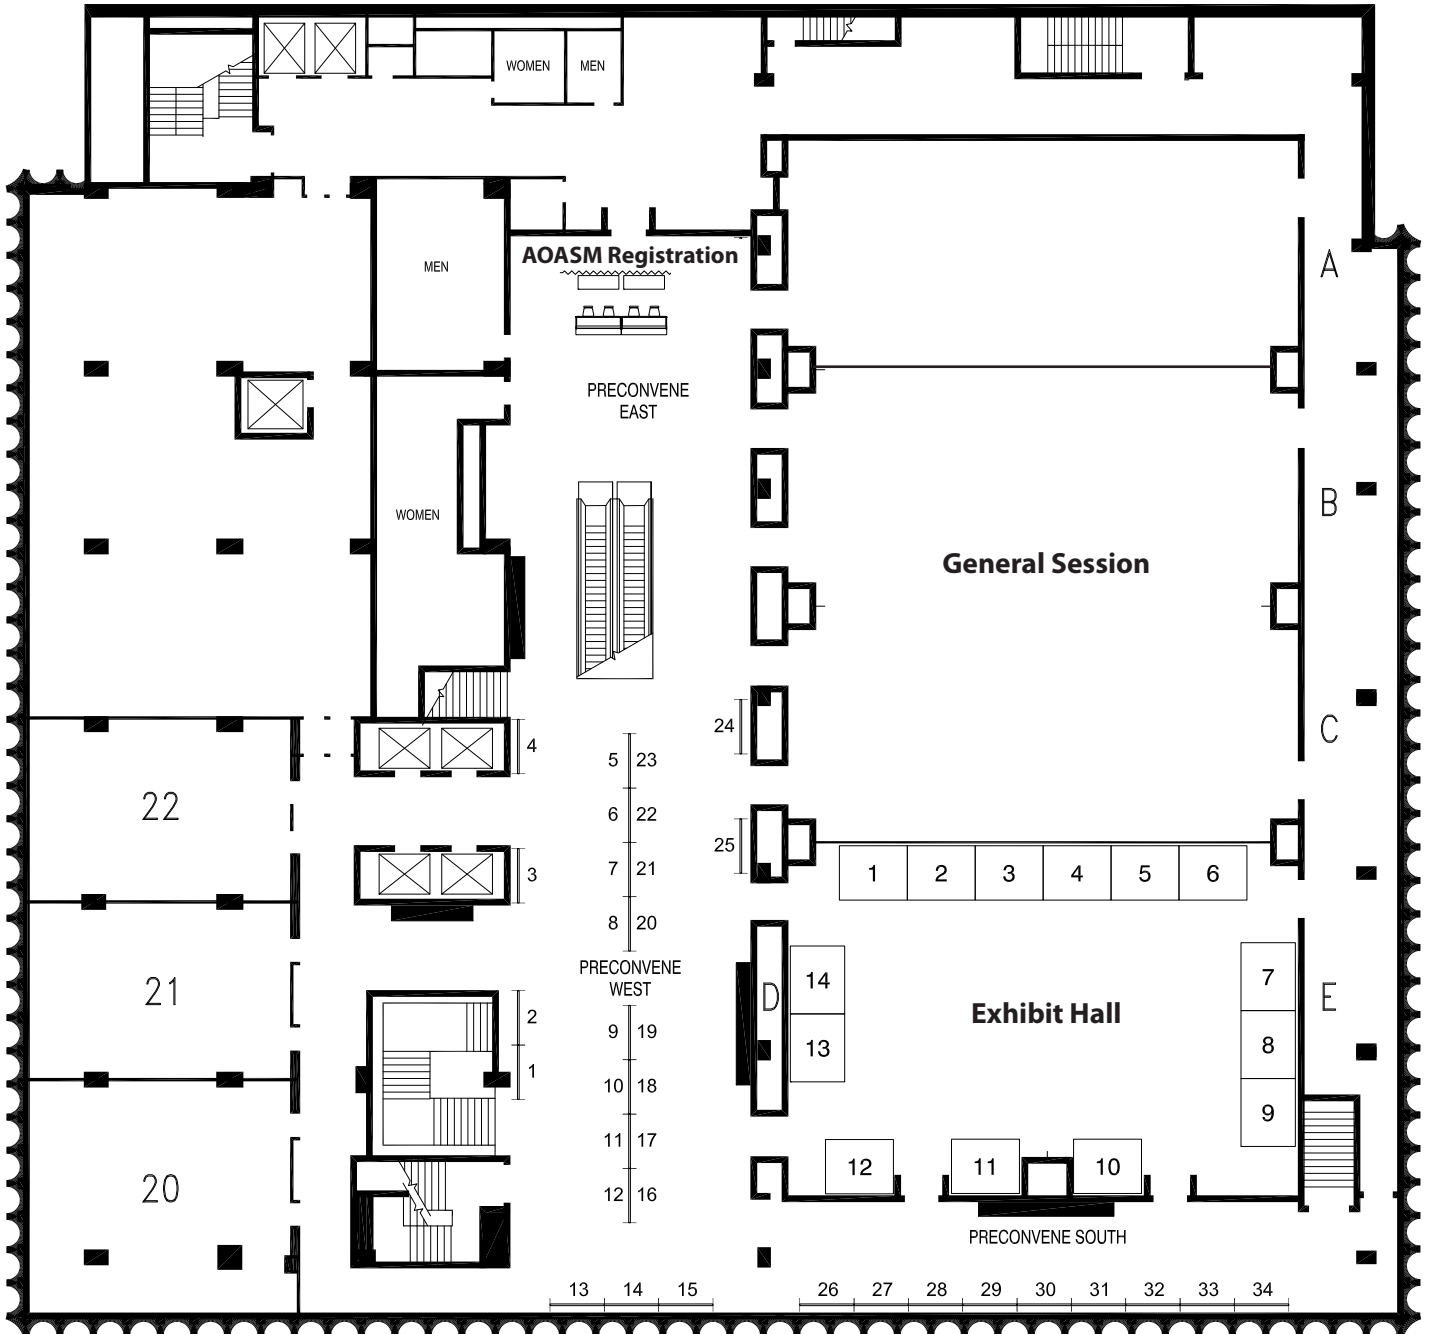 WOMEN
MEN
AOASM Registration
A
MEN
PRECONVENE
EAST
B
WOMEN
General Session
C
24
4
5 23
22
6 22
25
7 21
3
1 2 3 4 5 6
8 20
PRECONVENE
WEST
21
14
7
D
E
Exhibit Hall
2
9 19
13
8
1
10 18
9
11 17
12
11
10
20
12 16
PRECONVENE SOUTH
13 14 15
26 27 28 29 30 31 32 33 34